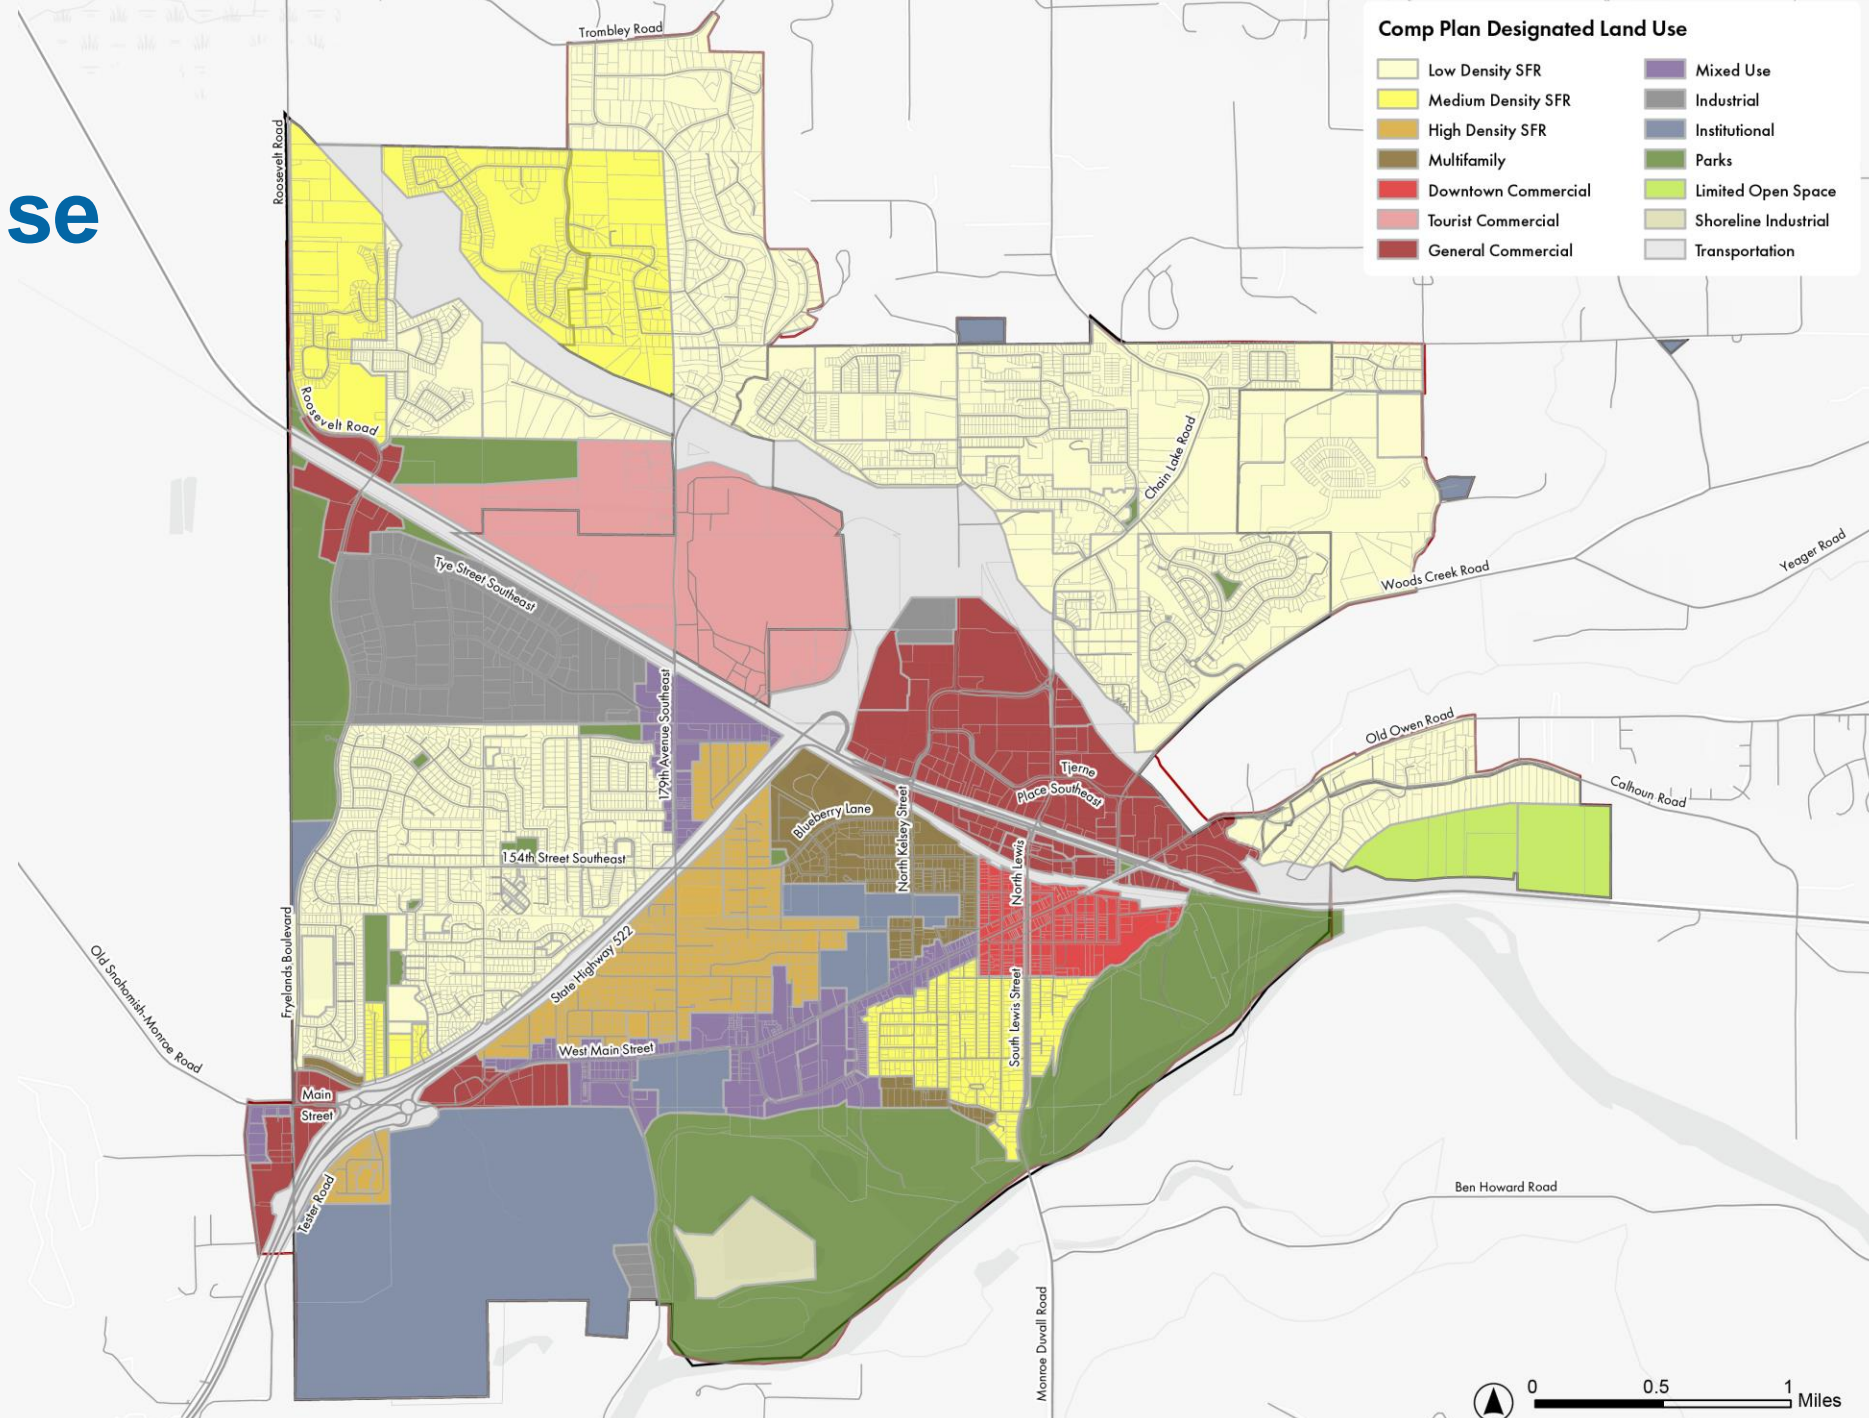 se
Comp Plan Designated Land Use
Low Density SFR
Medium Density SFR
High Density SFR
Multifamily
Downtown Commercial
Tourist Commercial
General Commercial
Mixed Use
Industrial
Institutional
Parks
Limited Open Space
Shoreline Industrial
Transportation
Trombley Road
Roosevelt Road
Roosevelt Road
Chain Lake Road
Woods Creek Road
Yeager Road
Tye Street Southeast
179th Avenue Southeast
Old Owen Road
Calhoun Road
Tjerne
Place Southeast
Blueberry Lane
North Kelsey Street
North Lewis
154th Street Southeast
State Highway 522
Fryelands Boulevard
Old Snohomish-Monroe Road
South Lewis Street
West Main Street
Main
Street
Tester Road
Ben Howard Road
Monroe Duvall Road
0 0.5 1
Miles